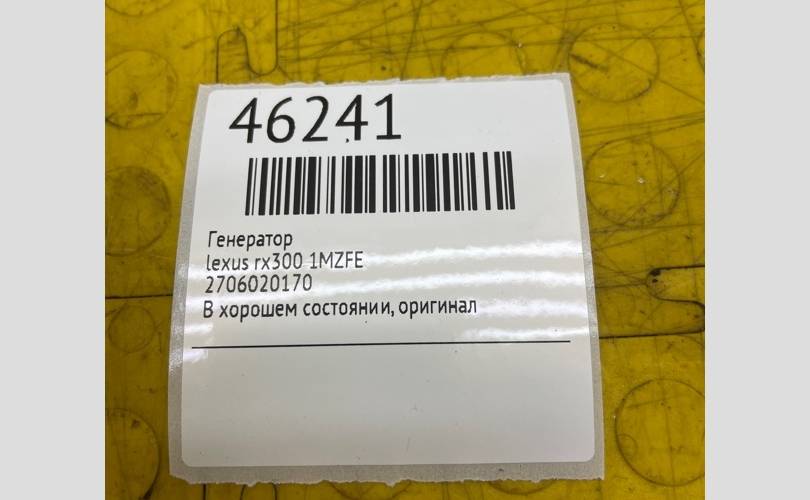 46241
Генератор
lexus rx300 1MZFE
2706020170
В хорошем состоянии, оригинал